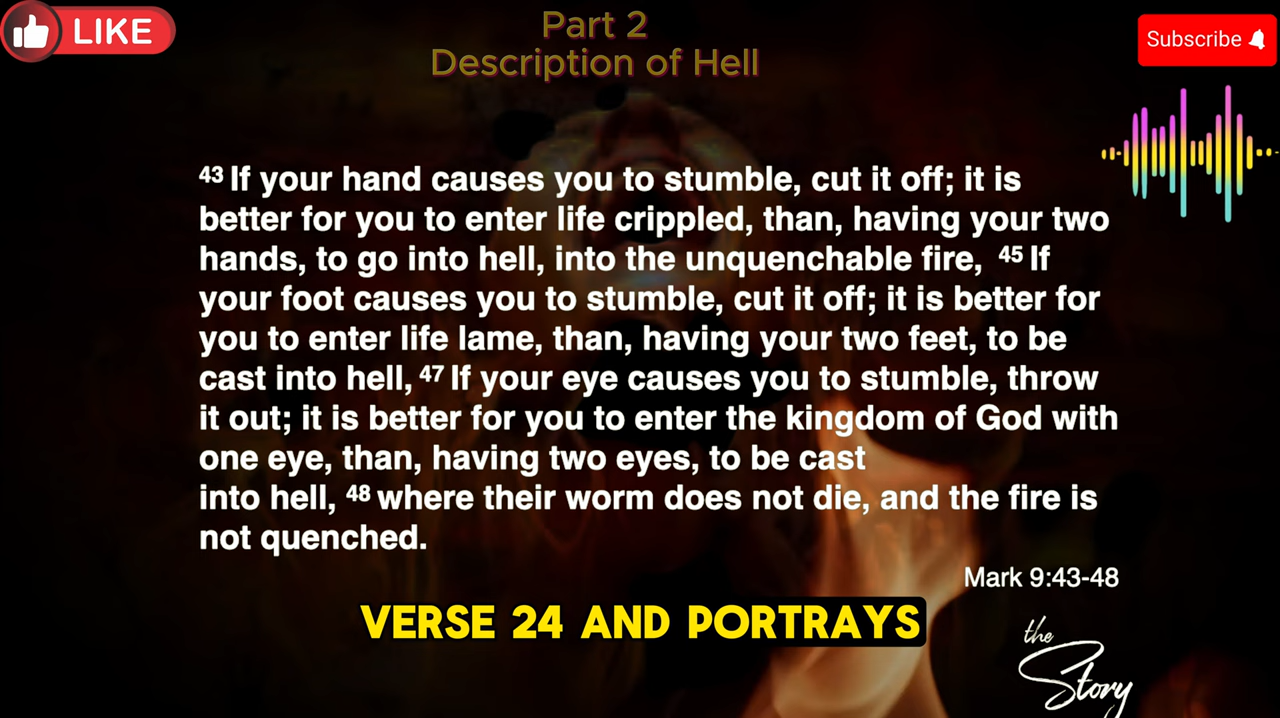 LIKE
Part 2
Description of Hell
Subscribe
⁴³ If your hand causes you to stumble, cut it off; it is
better for you to enter life crippled, than, having your two
hands, to go into hell, into the unquenchable fire, ⁴⁵ If
your foot causes you to stumble, cut it off; it is better for
you to enter life lame, than, having your two feet, to be
cast into hell, ⁴⁷ If your eye causes you to stumble, throw
it out; it is better for you to enter the kingdom of God with
one eye, than, having two eyes, to be cast
into hell, ⁴⁸ where their worm does not die, and the fire is
not quenched.
Mark 9:43-48
VERSE 24 AND PORTRAYS
the
Story